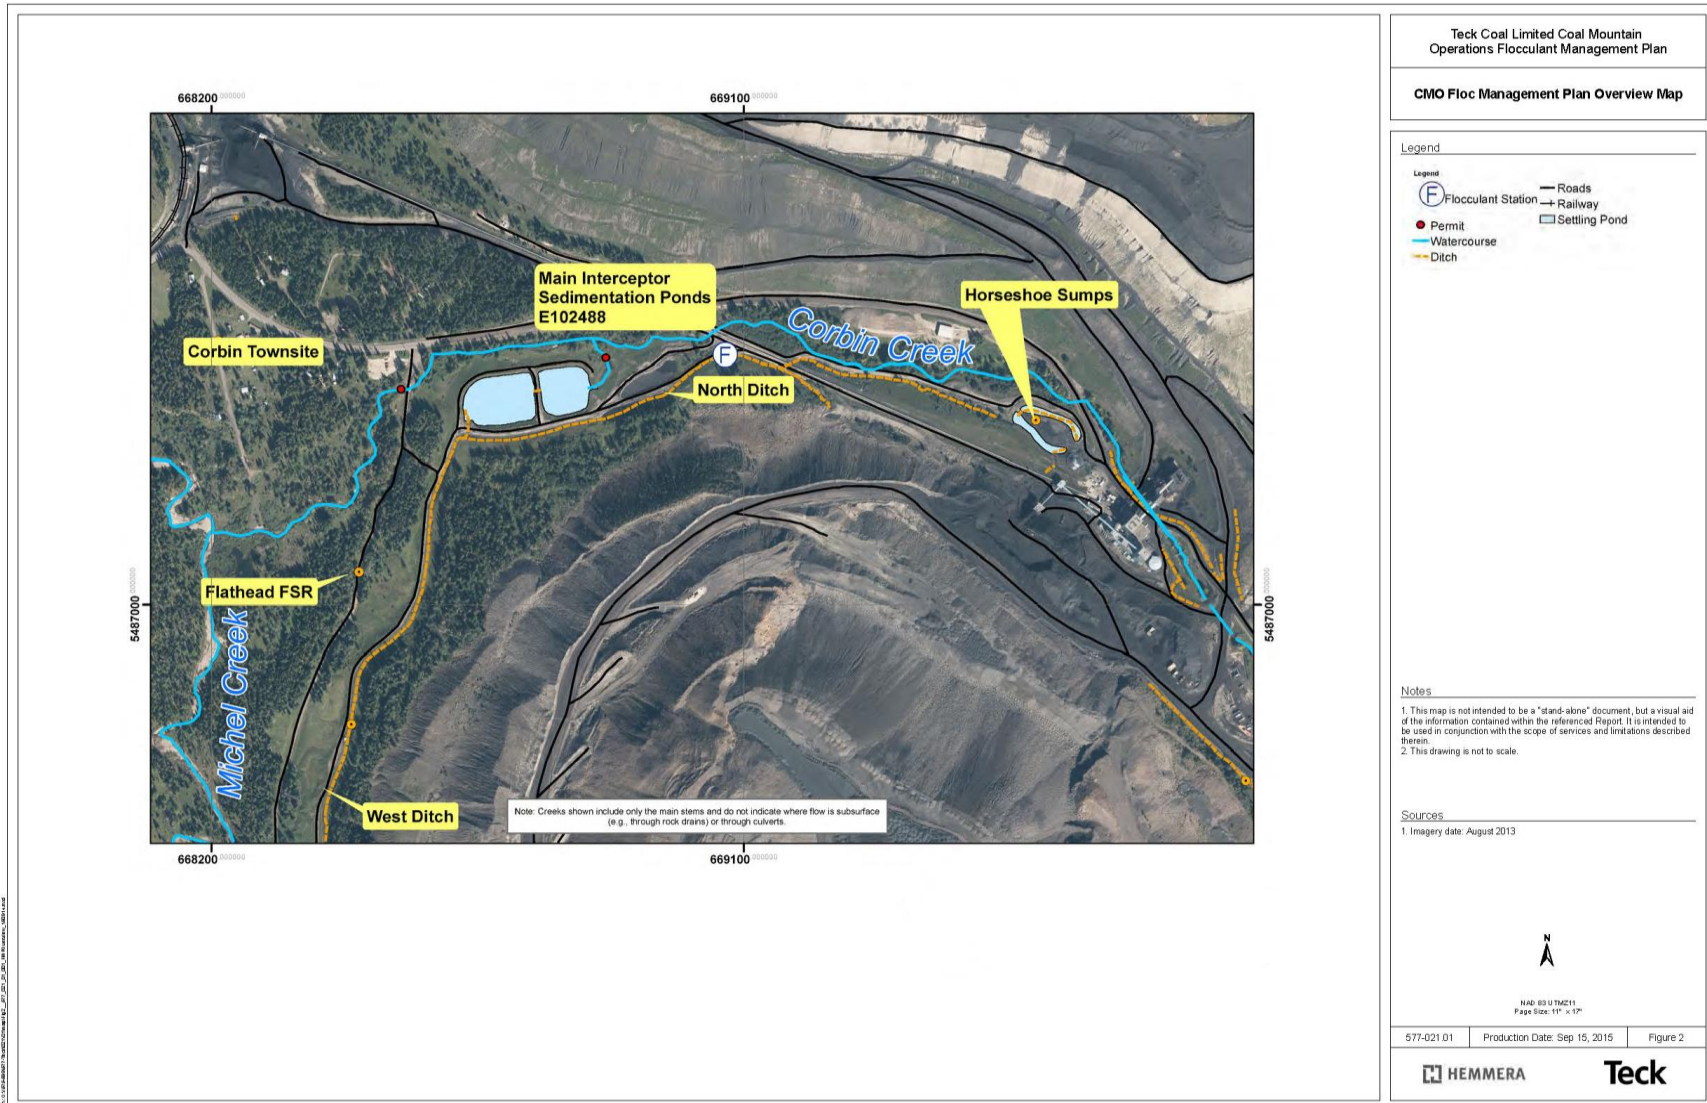 Teck Coal Limited Coal Mountain
Operations Flocculant Management Plan
CMO Floc Management Plan Overview Map
Legend
Legend
F Flocculant Station
Permit
Watercourse
Ditch
Roads
Railway
Settling Pond
668200.000000
669100.000000
Main Interceptor
Sedimentation Ponds
E102488
Horseshoe Sumps
Corbin Creek
Corbin Townsite
F
North Ditch
Flathead FSR
Michel Creek
West Ditch
5487000.000000
5487000.000000
Note: Creeks shown include only the main stems and do not indicate where flow is subsurface
(e.g., through rock drains) or through culverts.
668200.000000
669100.000000
Notes
1. This map is not intended to be a "stand-alone" document, but a visual aid
of the information contained within the referenced Report. It is intended to
be used in conjunction with the scope of services and limitations described
therein.
2. This drawing is not to scale.
Sources
1. Imagery date: August 2013
N
NAD 83 UTMZ11
Page Size: 11" x 17"
577-021.01
Production Date: Sep 15, 2015
Figure 2
HEMMERA
Teck